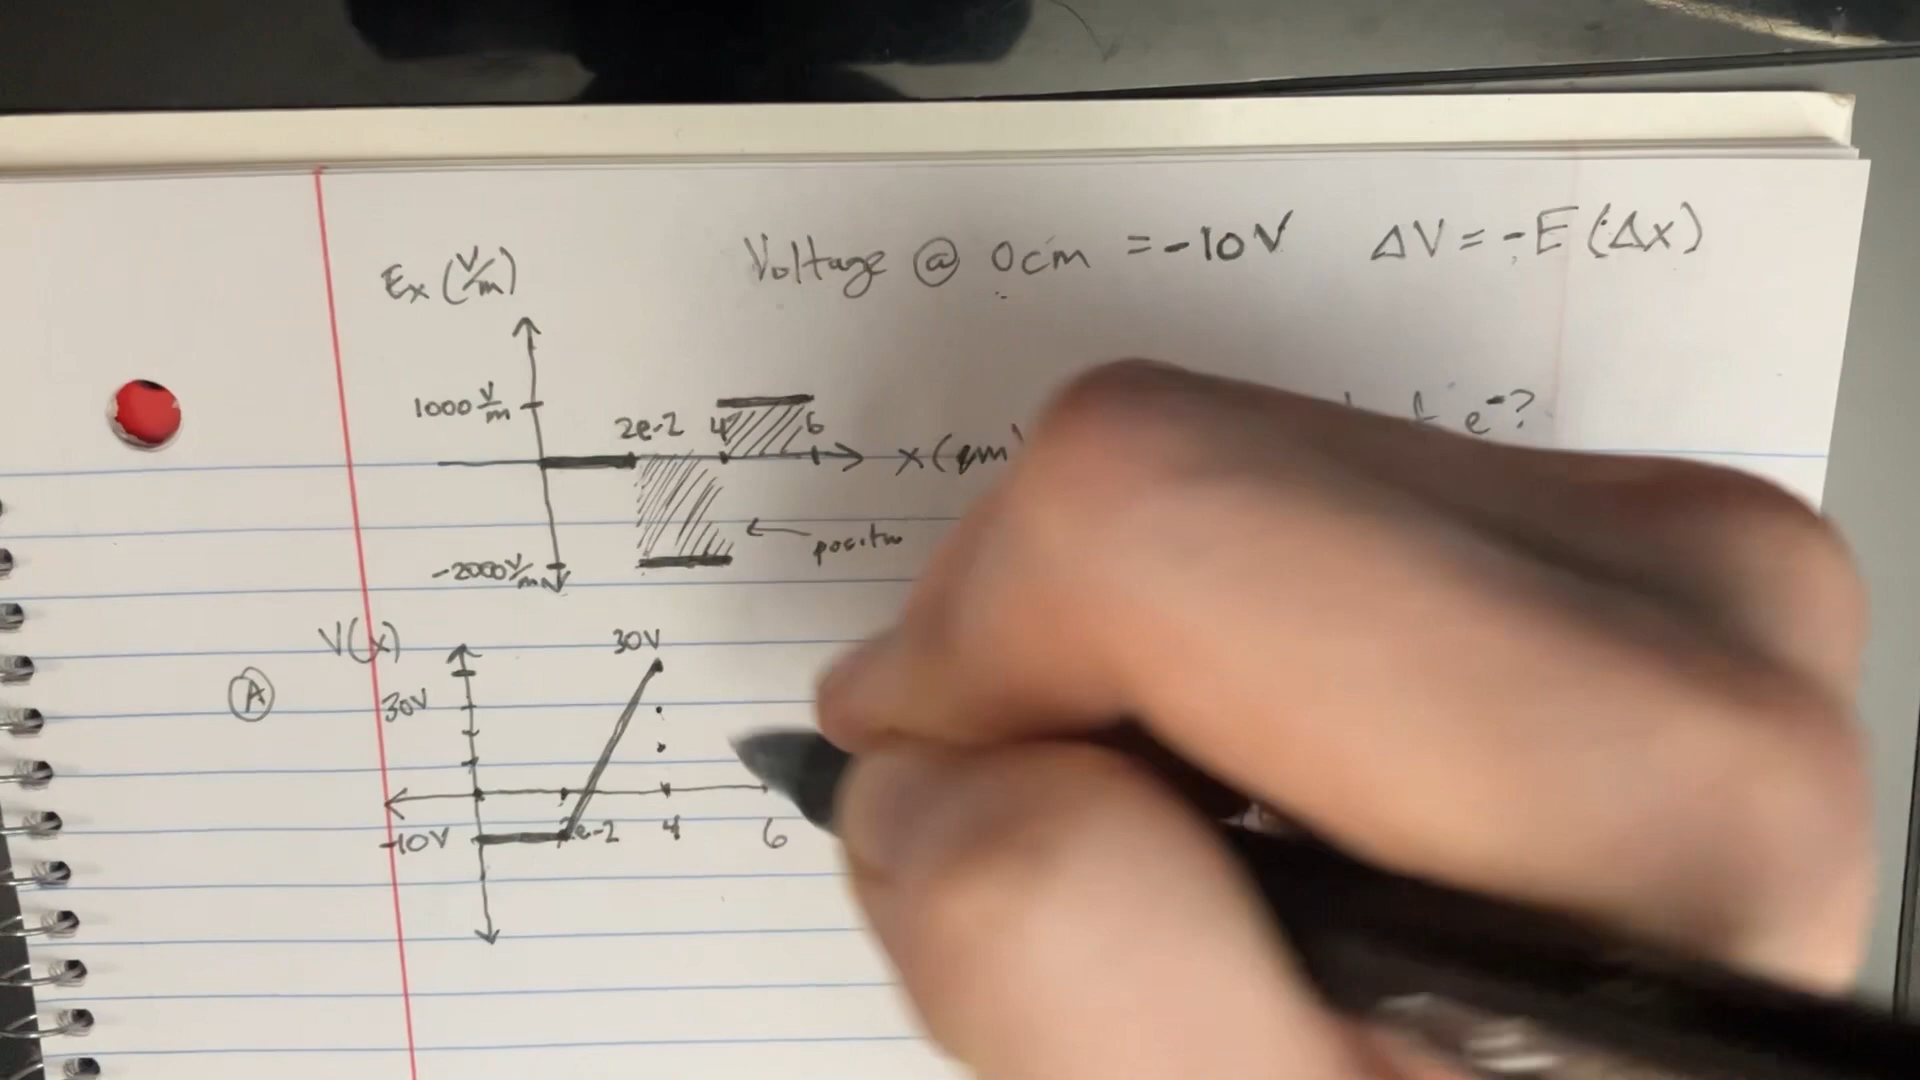 Voltage @ 0cm = -10V ΔV = -E(Δx)
Ex (V/m)
1000 V/m
2e-2 4 6
x(cm)
e⁻?
-2000 V/m
V(x)
30V
A
30V
-10V
2e-2 4 6